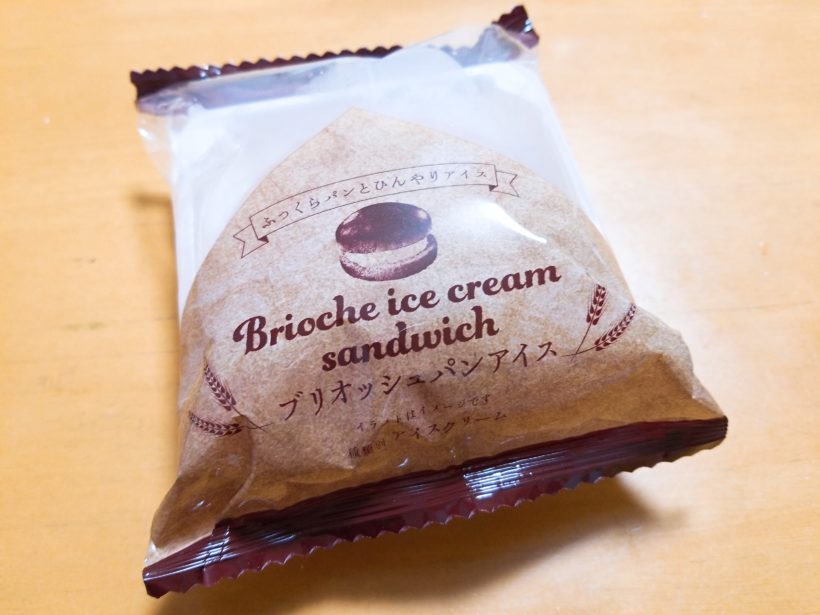 ふっくらパンとひんやりアイス
Brioche ice cream
sandwich
ブリオッシュパンアイス
イラストはイメージです
種類別 アイスクリーム